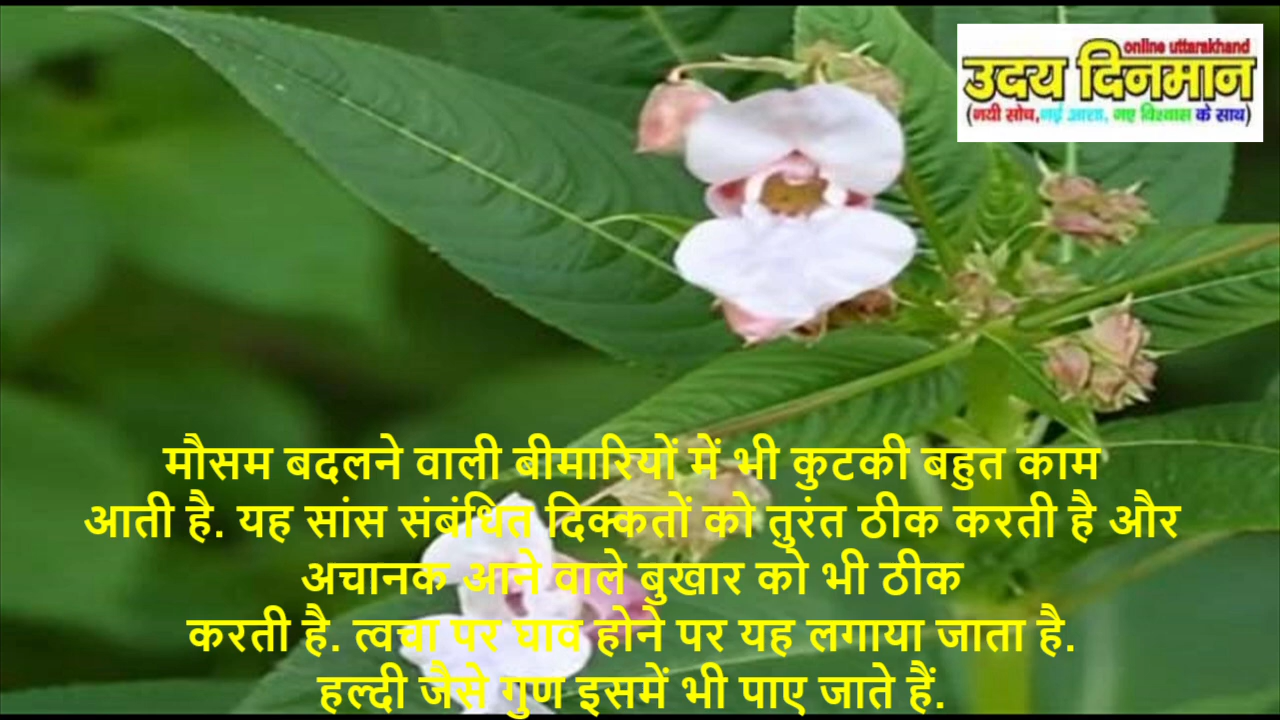 online uttarakhand
उदय दिनमान
(नयी सोच,नई आशा, नए विश्वास के साथ)
मौसम बदलने वाली बीमारियों में भी कुटकी बहुत काम
आती है. यह सांस संबंधित दिक्कतों को तुरंत ठीक करती है और
अचानक आने वाले बुखार को भी ठीक
करती है. त्वचा पर घाव होने पर यह लगाया जाता है.
हल्दी जैसे गुण इसमें भी पाए जाते हैं.